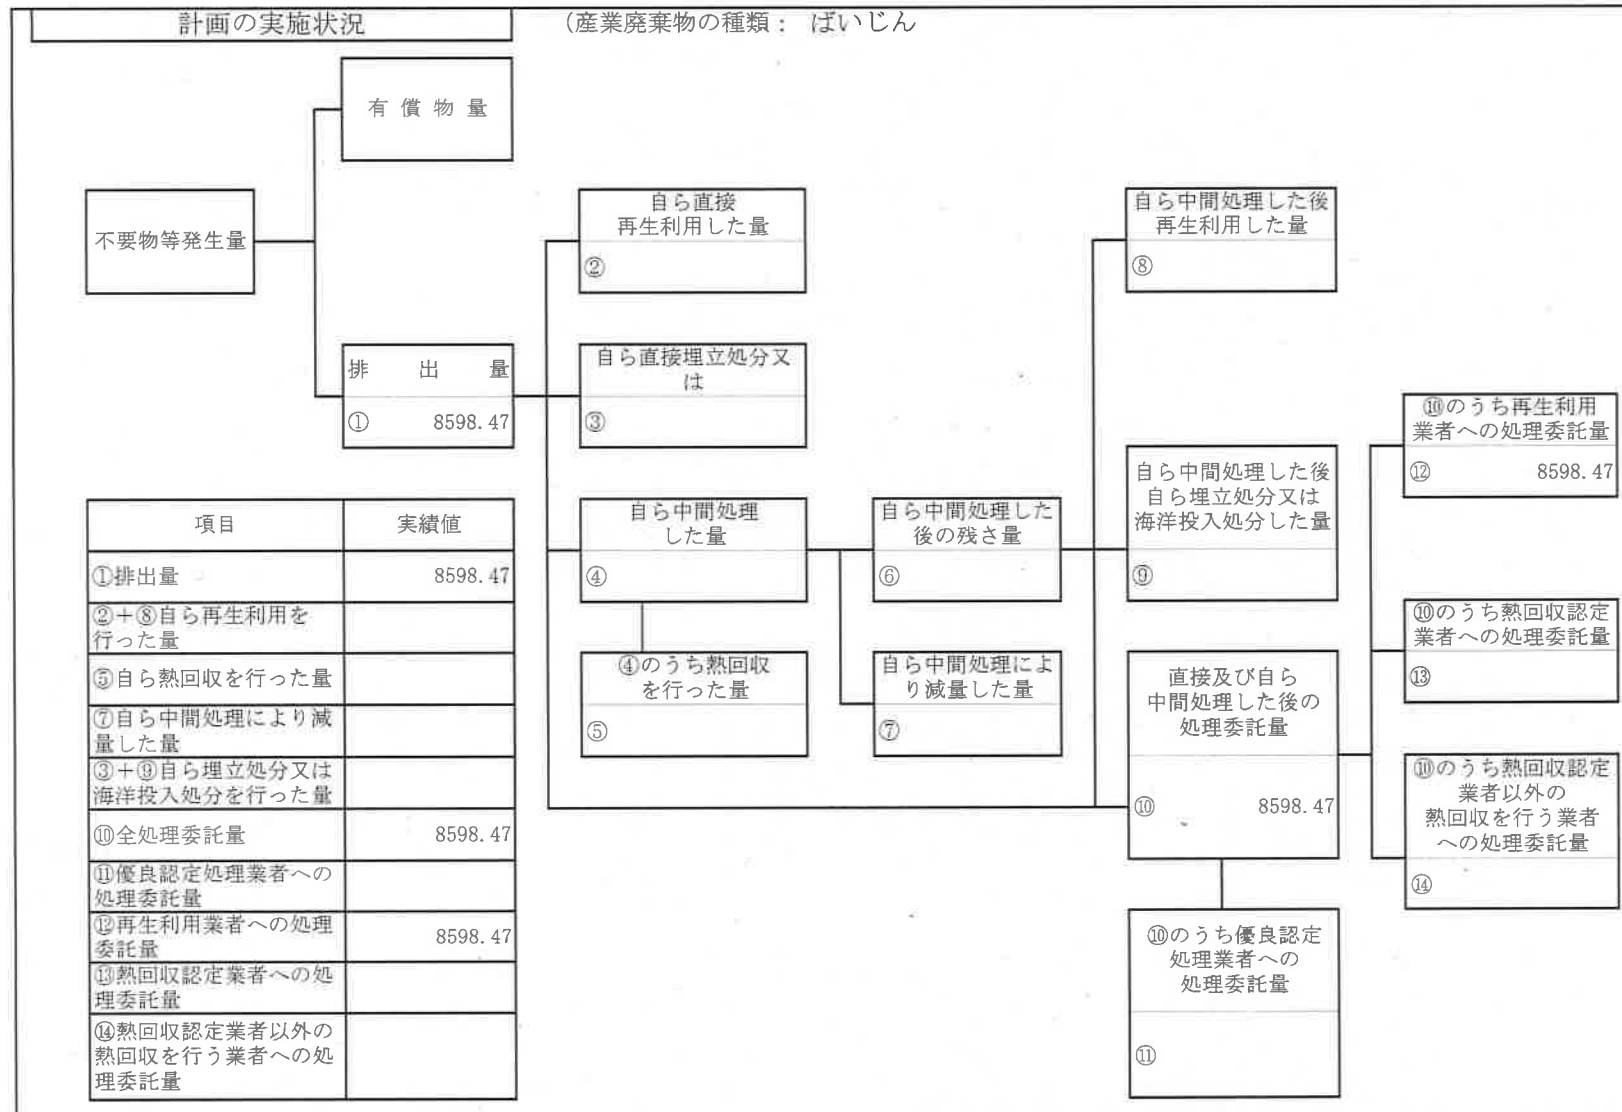 計画の実施状況
（産業廃棄物の種類： ばいじん
有償物量
不要物等発生量
排出量
① 8598.47
自ら直接
再生利用した量
②
自ら直接埋立処分又
は
③
自ら中間処理
した量
④
④のうち熱回収
を行った量
⑤
自ら中間処理した
後の残さ量
⑥
自ら中間処理によ
り減量した量
⑦
自ら中間処理した後
再生利用した量
⑧
自ら中間処理した後
自ら埋立処分又は
海洋投入処分した量
⑨
直接及び自ら
中間処理した後の
処理委託量
⑩ 8598.47
⑩のうち優良認定
処理業者への
処理委託量
⑪
⑩のうち再生利用
業者への処理委託量
⑫ 8598.47
⑩のうち熱回収認定
業者への処理委託量
⑬
⑩のうち熱回収認定
業者以外の
熱回収を行う業者
への処理委託量
⑭
項目 実績値
①排出量 8598.47
②＋⑧自ら再生利用を
行った量
⑤自ら熱回収を行った量
⑦自ら中間処理により減
量した量
③＋⑨自ら埋立処分又は
海洋投入処分を行った量
⑩全処理委託量 8598.47
⑪優良認定処理業者への
処理委託量
⑫再生利用業者への処理
委託量 8598.47
⑬熱回収認定業者への処
理委託量
⑭熱回収認定業者以外の
熱回収を行う業者への処
理委託量